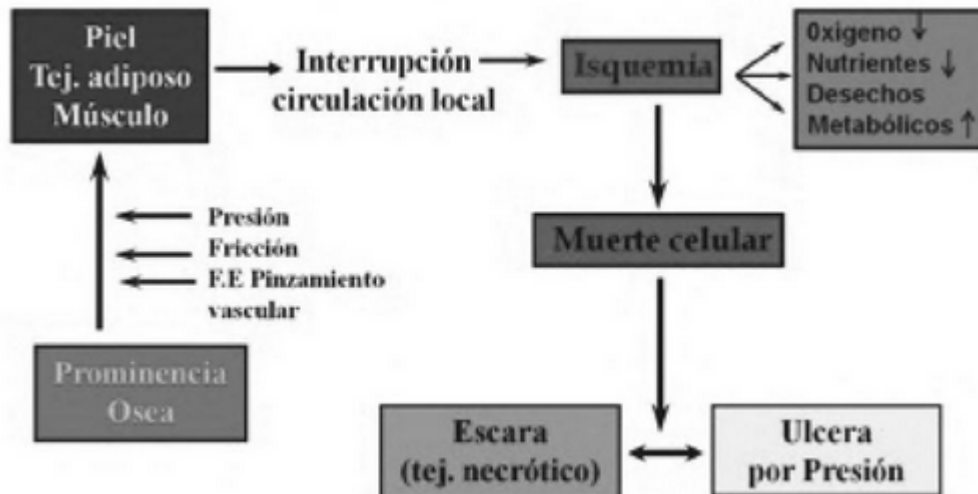 Piel
Tej. adiposo
Músculo
Interrupción
circulación local
Isquemia
Oxigeno ↓
Nutrientes ↓
Desechos
Metabólicos ↑
Presión
Fricción
F.E Pinzamiento
vascular
Muerte celular
Prominencia
Osea
Escara
(tej. necrótico)
Ulcera
por Presión